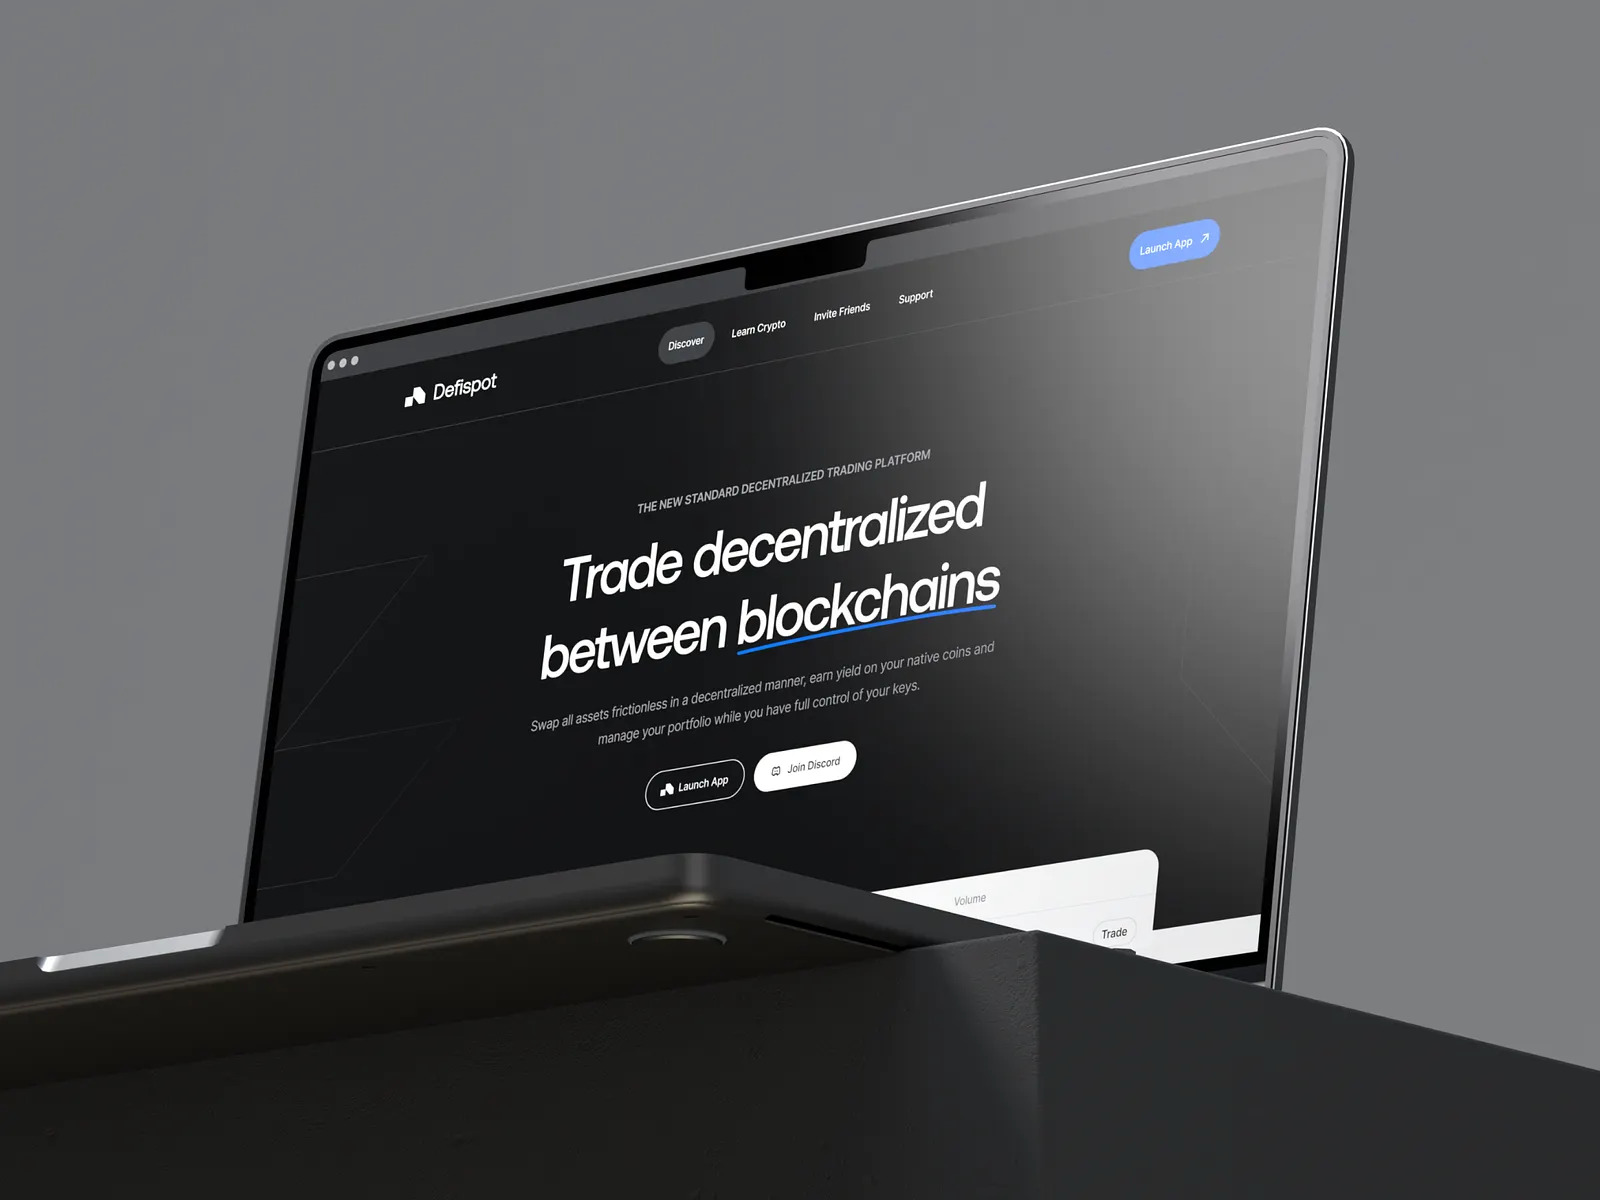 Launch App
Discover
Learn Crypto
Invite Friends
Support
Defispot
THE NEW STANDARD DECENTRALIZED TRADING PLATFORM
Trade decentralized
between blockchains
Swap all assets frictionless in a decentralized manner, earn yield on your native coins and
manage your portfolio while you have full control of your keys.
Launch App
Join Discord
Volume
Trade